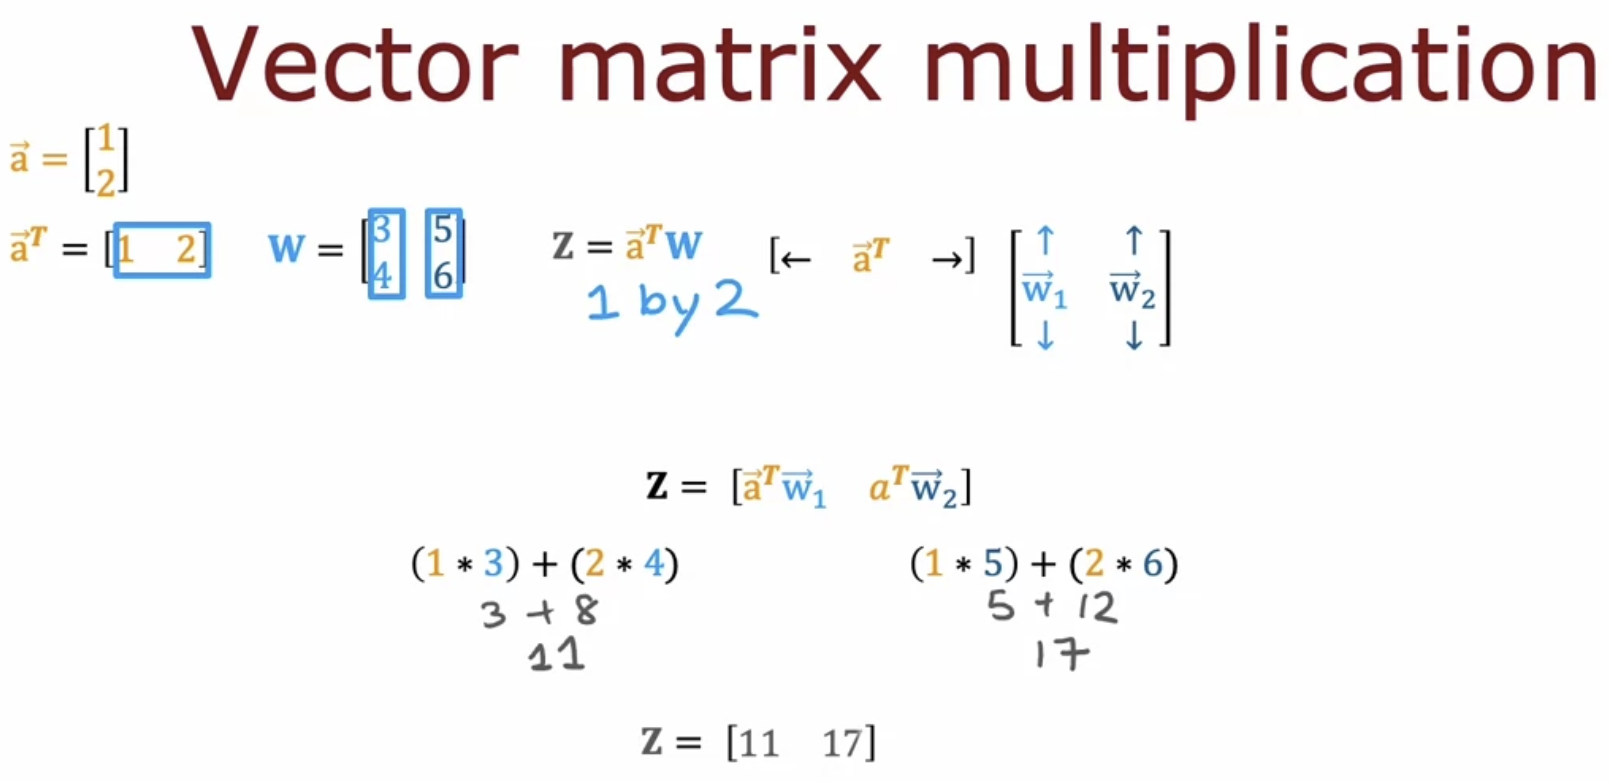 Vector matrix multiplication
a⃗ = [1 2]
a⃗ᵀ = [1 2] W = [3 5 4 6] Z = a⃗ᵀW [← a⃗ᵀ →] [↑ ↑ w⃗₁ w⃗₂ ↓ ↓]
1 by 2
Z = [a⃗ᵀw⃗₁ aᵀw⃗₂]
(1 * 3) + (2 * 4) (1 * 5) + (2 * 6)
3 + 8 5 + 12
11 17
Z = [11 17]